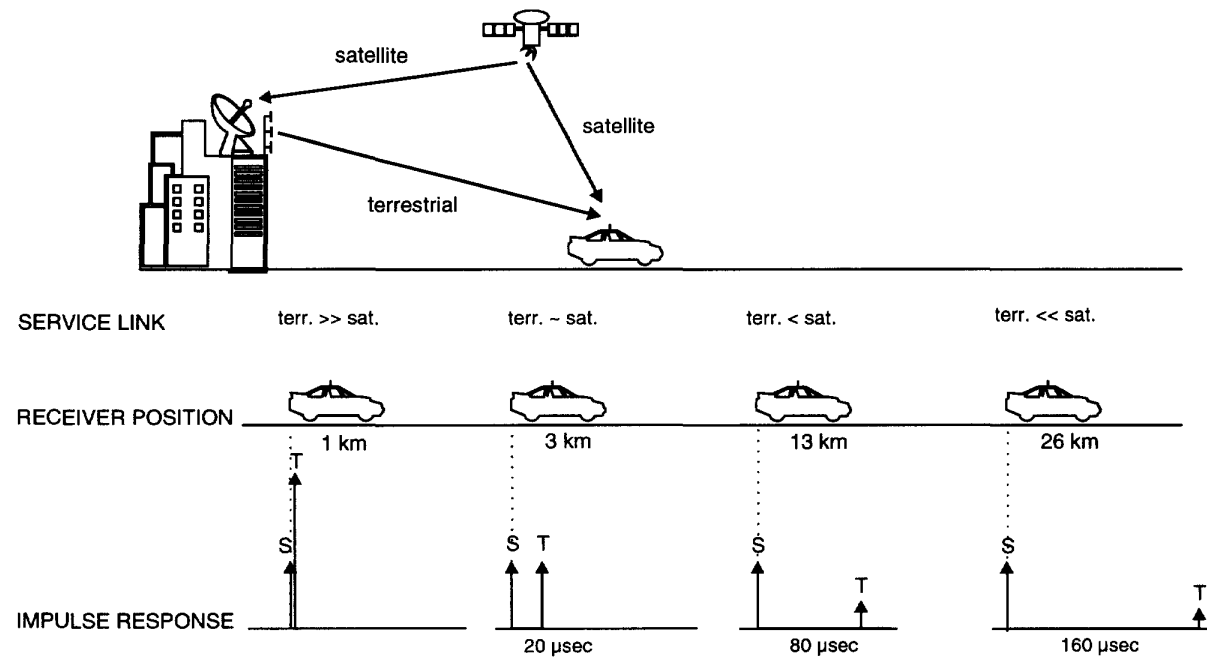 satellite
satellite
terrestrial
SERVICE LINK terr. >> sat. terr. ~ sat. terr. < sat. terr. << sat.
RECEIVER POSITION
1 km 3 km 13 km 26 km
T
S S T S T S T
IMPULSE RESPONSE
20 µsec 80 µsec 160 µsec